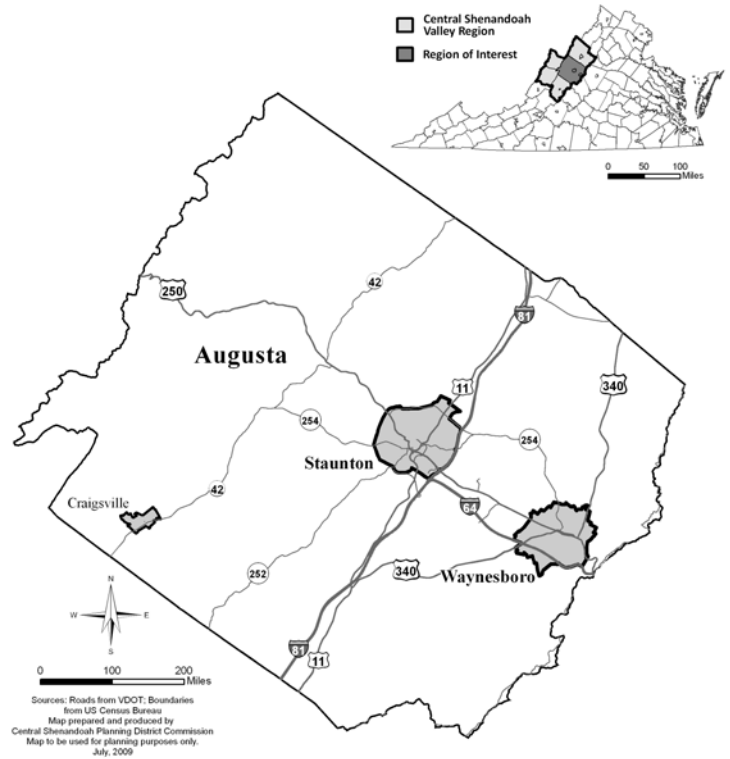 Central Shenandoah
Valley Region
Region of Interest
0 50 100
Miles
250
42
81
Augusta
11
340
254
254
Staunton
42
Craigsville
64
252
340
Waynesboro
N
W E
S
81
11
0 100 200
Miles
Sources: Roads from VDOT; Boundaries
from US Census Bureau
Map prepared and produced by
Central Shenandoah Planning District Commission
Map to be used for planning purposes only.
July, 2009